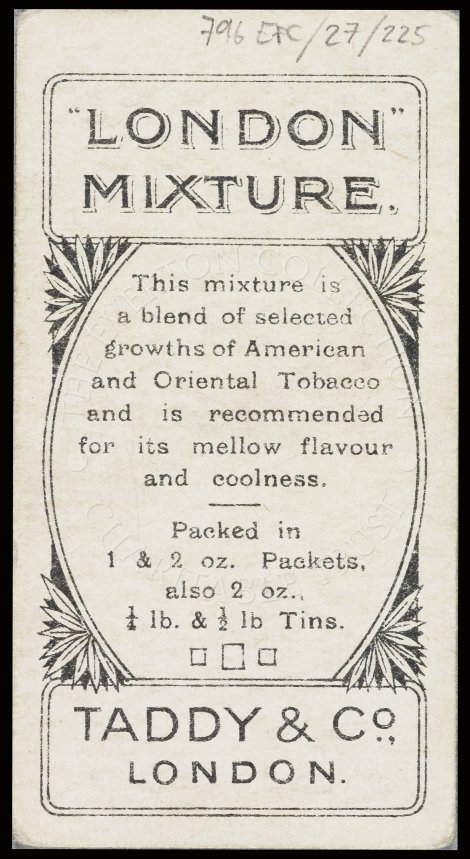 796 EFC/27/225
"LONDON"
MIXTURE.
This mixture is
a blend of selected
growths of American
and Oriental Tobacco
and is recommended
for its mellow flavour
and coolness.
Packed in
1 & 2 oz. Packets,
also 2 oz.,
¼ lb. & ½ lb Tins.
TADDY & Co.,
LONDON.